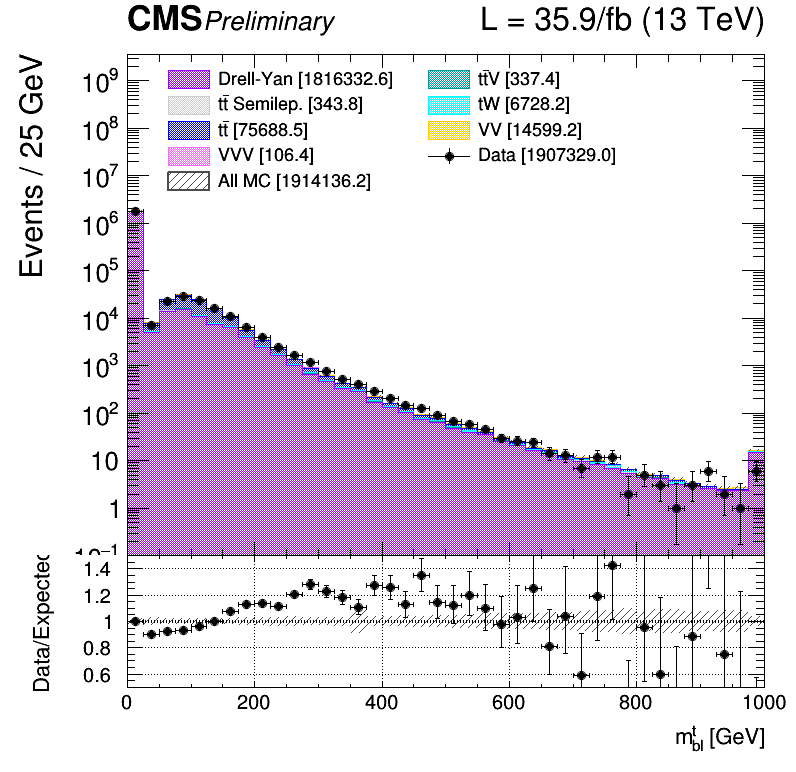 CMS Preliminary L = 35.9/fb (13 TeV)
Events / 25 GeV
10⁹
10⁸
10⁷
10⁶
10⁵
10⁴
10³
10²
10
1
10⁻¹
Drell-Yan [1816332.6]
tt̄ Semilep. [343.8]
tt̄ [75688.5]
VVV [106.4]
All MC [1914136.2]
tt̄V [337.4]
tW [6728.2]
VV [14599.2]
Data [1907329.0]
Data/Expected
1.4
1.2
1
0.8
0.6
0 200 400 600 800 1000
mᵗbl [GeV]